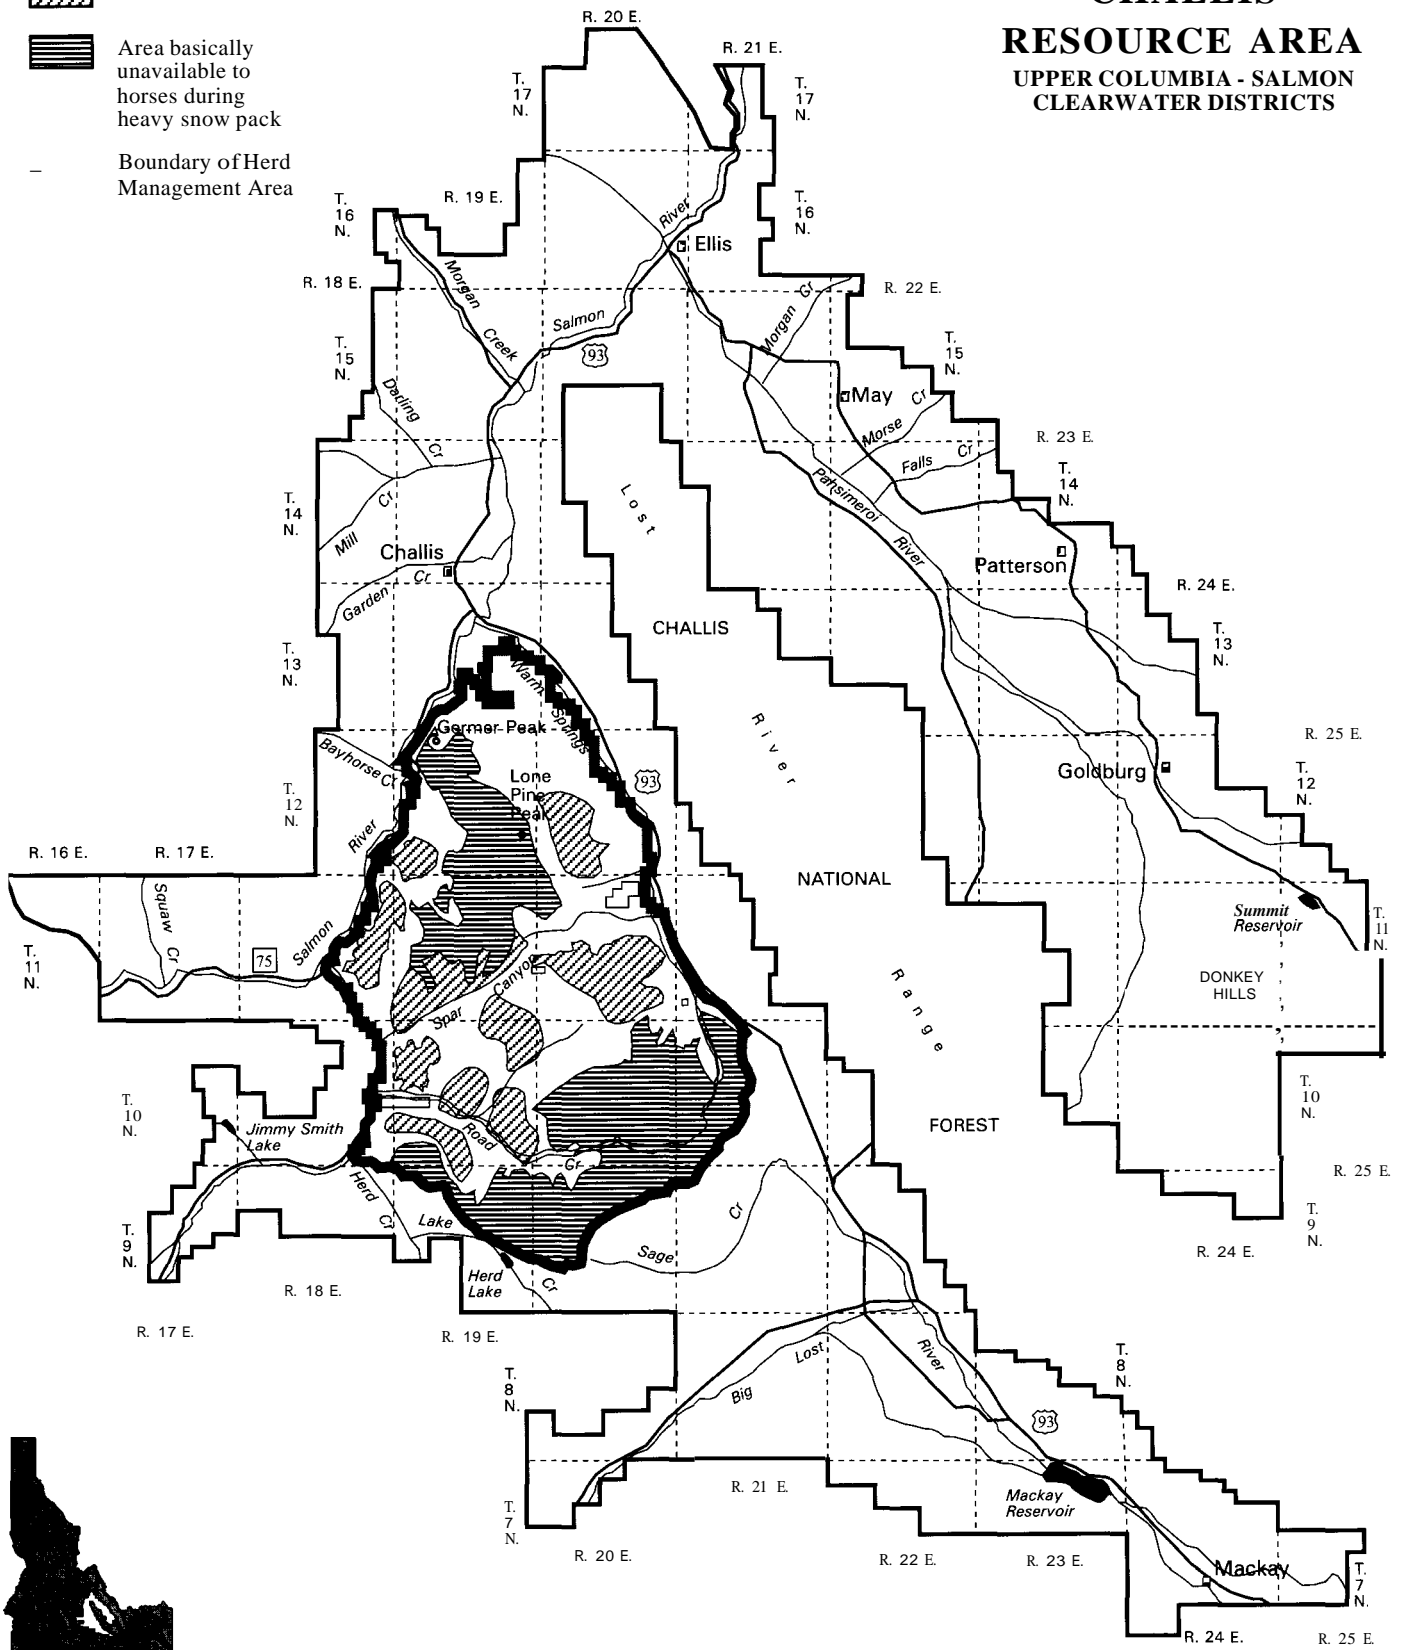 CHALLIS
RESOURCE AREA
UPPER COLUMBIA - SALMON
CLEARWATER DISTRICTS
Area basically
unavailable to
horses during
heavy snow pack
Boundary of Herd
Management Area
R. 20 E.
R. 21 E.
T.
17
N.
T.
17
N.
T.
16
N.
R. 19 E.
T.
16
N.
River
Ellis
R. 18 E.
Morgan
Creek
Salmon
93
Morgan Cr
R. 22 E.
T.
15
N.
T.
15
N.
Darling
Cr
May
Morse Cr
Falls Cr
R. 23 E.
T.
14
N.
T.
14
N.
Mill Cr
Lost
Pahsimeroi
River
Challis
Garden Cr
Patterson
R. 24 E.
CHALLIS
T.
13
N.
T.
13
N.
Warm
Springs
Germer Peak
River
R. 25 E.
Bayhorse Cr
Lone
Pine
Peak
93
Goldburg
T.
12
N.
T.
12
N.
River
R. 16 E.
R. 17 E.
NATIONAL
Squaw Cr
Salmon
75
Summit
Reservoir
T.
11
N.
T.
11
N.
Spar Canyon
Range
DONKEY
HILLS
T.
10
N.
Jimmy Smith
Lake
Road
Cr
FOREST
T.
10
N.
R. 25 E.
Herd
Cr
Lake
Cr
Sage Cr
T.
9
N.
T.
9
N.
R. 24 E.
Herd
Lake
R. 18 E.
R. 17 E.
R. 19 E.
T.
8
N.
Big Lost
River
T.
8
N.
93
R. 21 E.
Mackay
Reservoir
T.
7
N.
R. 20 E.
R. 22 E.
R. 23 E.
Mackay
T.
7
N.
R. 24 E.
R. 25 E.